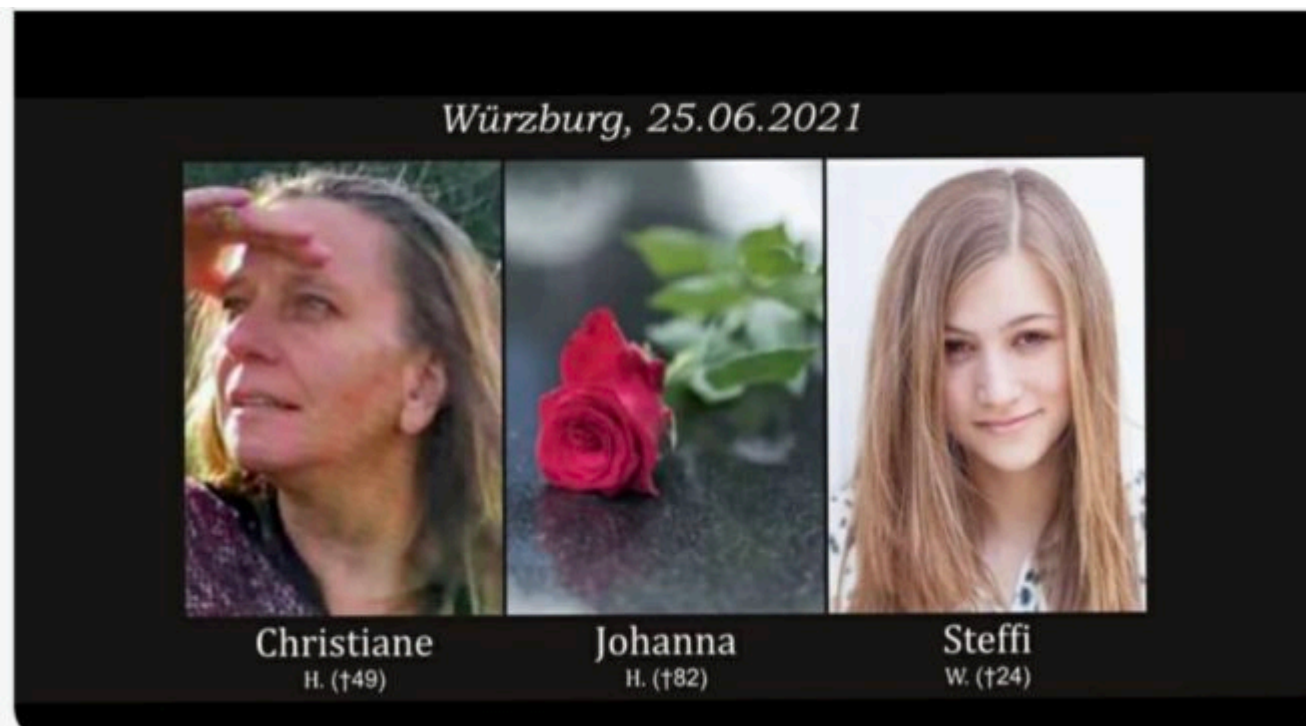 Würzburg, 25.06.2021
Christiane
H. (†49)
Johanna
H. (†82)
Steffi
W. (†24)